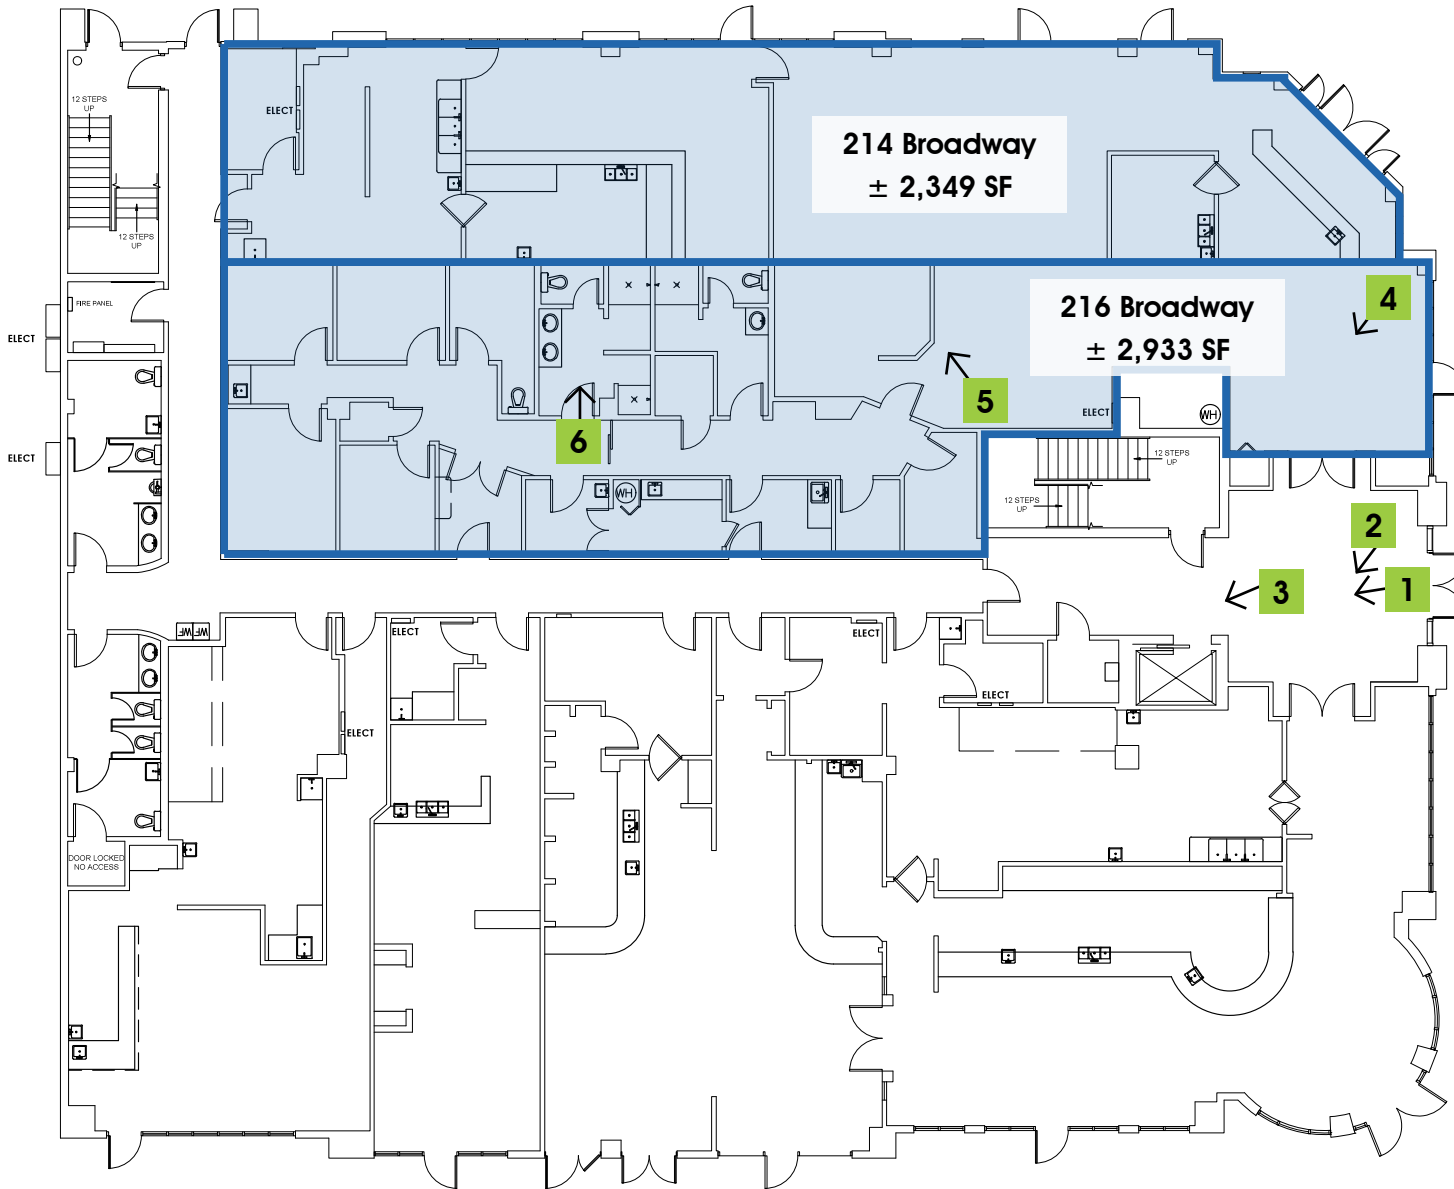 12 STEPS
UP
12 STEPS
UP
ELECT
214 Broadway
± 2,349 SF
216 Broadway
± 2,933 SF
4
FIRE PANEL
ELECT
5
ELECT
WH
6
ELECT
12 STEPS
UP
WH
12 STEPS
UP
2
1
3
WF
WF
ELECT
ELECT
ELECT
ELECT
DOOR LOCKED
NO ACCESS